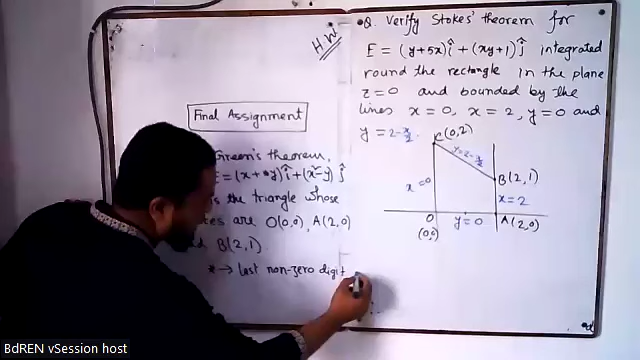 H.W
Final Assignment
Green's theorem,
F = (x + *y) î + (x² - y) ĵ
is the triangle whose
tes are O(0,0), A(2,0)
B(2,1).
* → Last non-zero digit
Q. Verify Stokes' theorem for
F = (y+5x) î + (xy+1) ĵ integrated
round the rectangle in the plane
z=0 and bounded by the
lines x=0, x=2, y=0 and
y = 2-x/2.
C(0,2)
y=2-x/2
x=0
B(2,1)
x=2
O
y=0
A(2,0)
(0,0)
BdREN vSession host